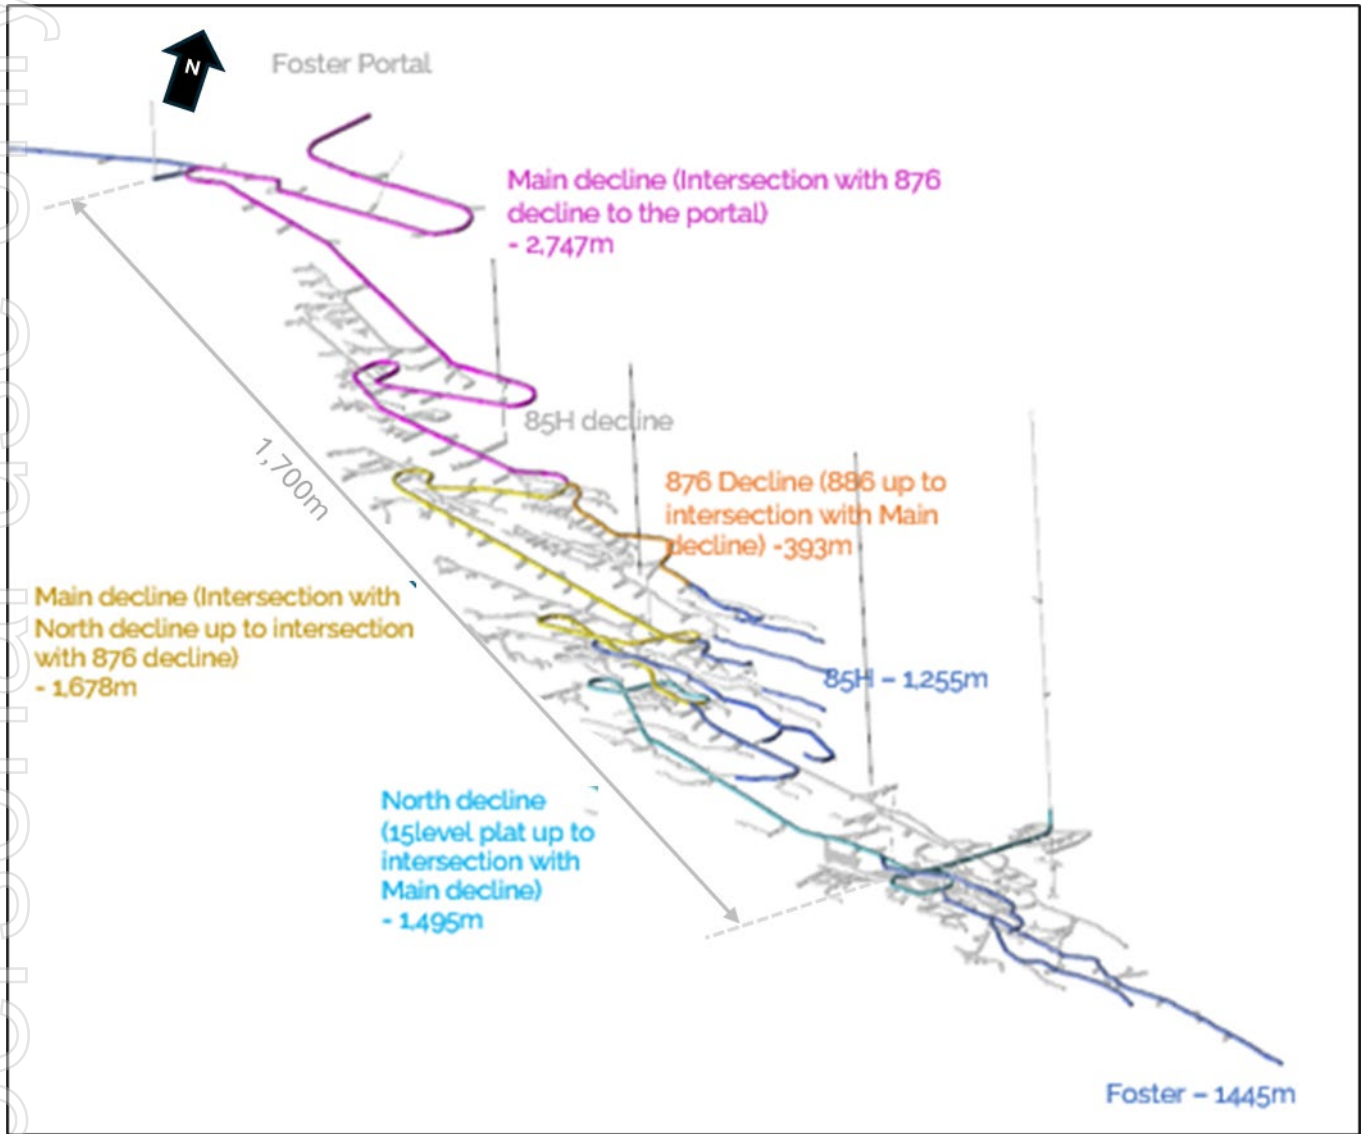 N
Foster Portal
Main decline (Intersection with 876
decline to the portal)
- 2,747m
85H decline
1,700m
876 Decline (886 up to
intersection with Main
decline) -393m
Main decline (Intersection with
North decline up to intersection
with 876 decline)
- 1,678m
85H – 1,255m
North decline
(15level plat up to
intersection with
Main decline)
- 1,495m
Foster – 1445m